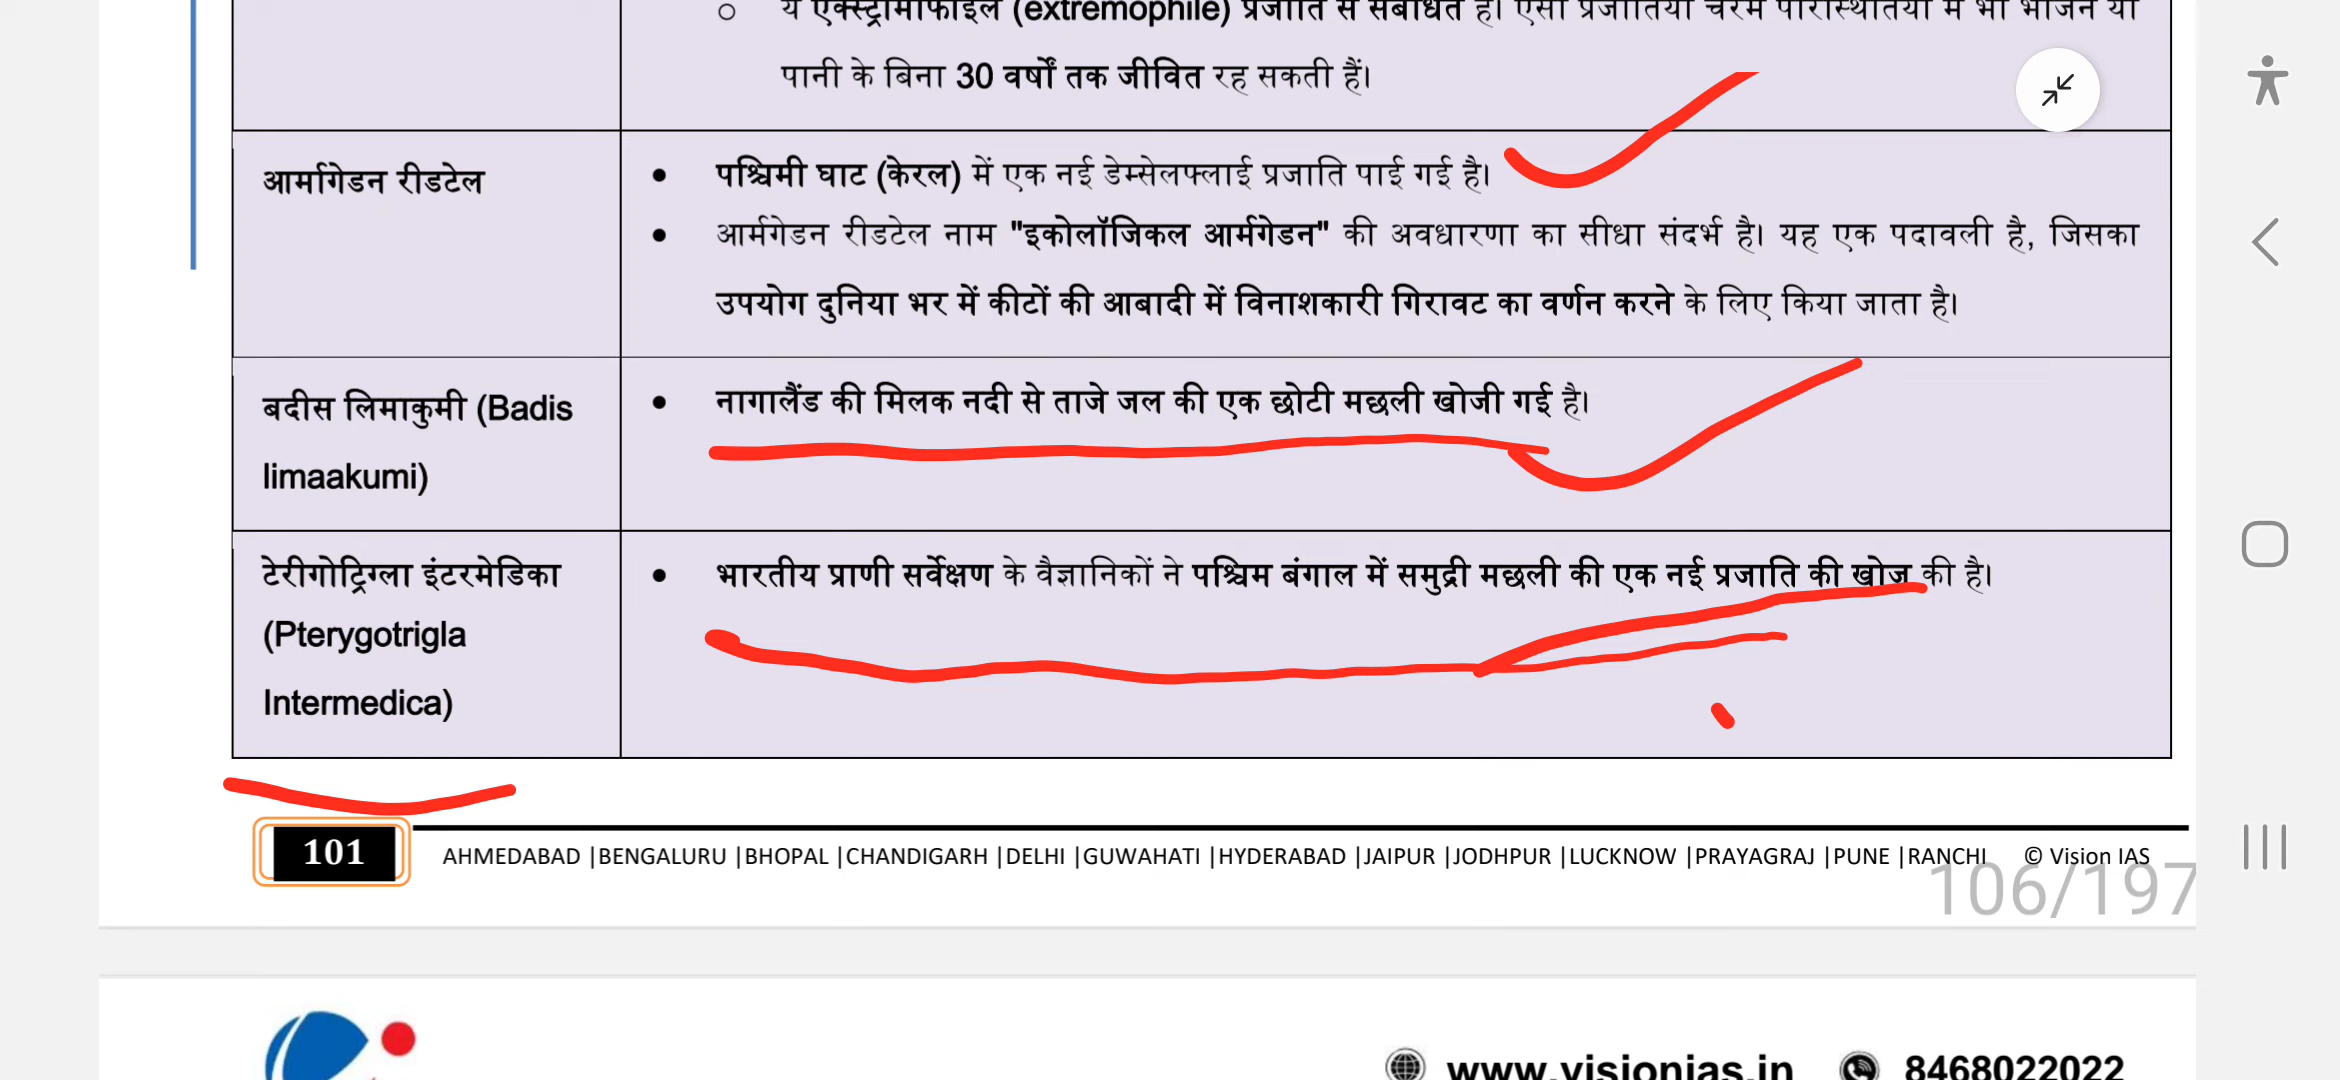 ये एक्स्ट्रीमोफाइल (extremophile) प्रजाति से संबंधित हैं। ऐसी प्रजातियां चरम परिस्थितियों में भी भोजन या
पानी के बिना 30 वर्षों तक जीवित रह सकती हैं।
आर्मागेडन रीडटेल
पश्चिमी घाट (केरल) में एक नई डेम्सेलफ्लाई प्रजाति पाई गई है।
आर्मगेडन रीडटेल नाम "इकोलॉजिकल आर्मगेडन" की अवधारणा का सीधा संदर्भ है। यह एक पदावली है, जिसका
उपयोग दुनिया भर में कीटों की आबादी में विनाशकारी गिरावट का वर्णन करने के लिए किया जाता है।
बदीस लिमाकुमी (Badis
limaakumi)
नागालैंड की मिलक नदी से ताजे जल की एक छोटी मछली खोजी गई है।
टेरीगोट्रिग्ला इंटरमेडिका
(Pterygotrigla
Intermedica)
भारतीय प्राणी सर्वेक्षण के वैज्ञानिकों ने पश्चिम बंगाल में समुद्री मछली की एक नई प्रजाति की खोज की है।
101
AHMEDABAD |BENGALURU |BHOPAL |CHANDIGARH |DELHI |GUWAHATI |HYDERABAD |JAIPUR |JODHPUR |LUCKNOW |PRAYAGRAJ |PUNE |RANCHI © Vision IAS
106/197
www.visionias.in 8468022022